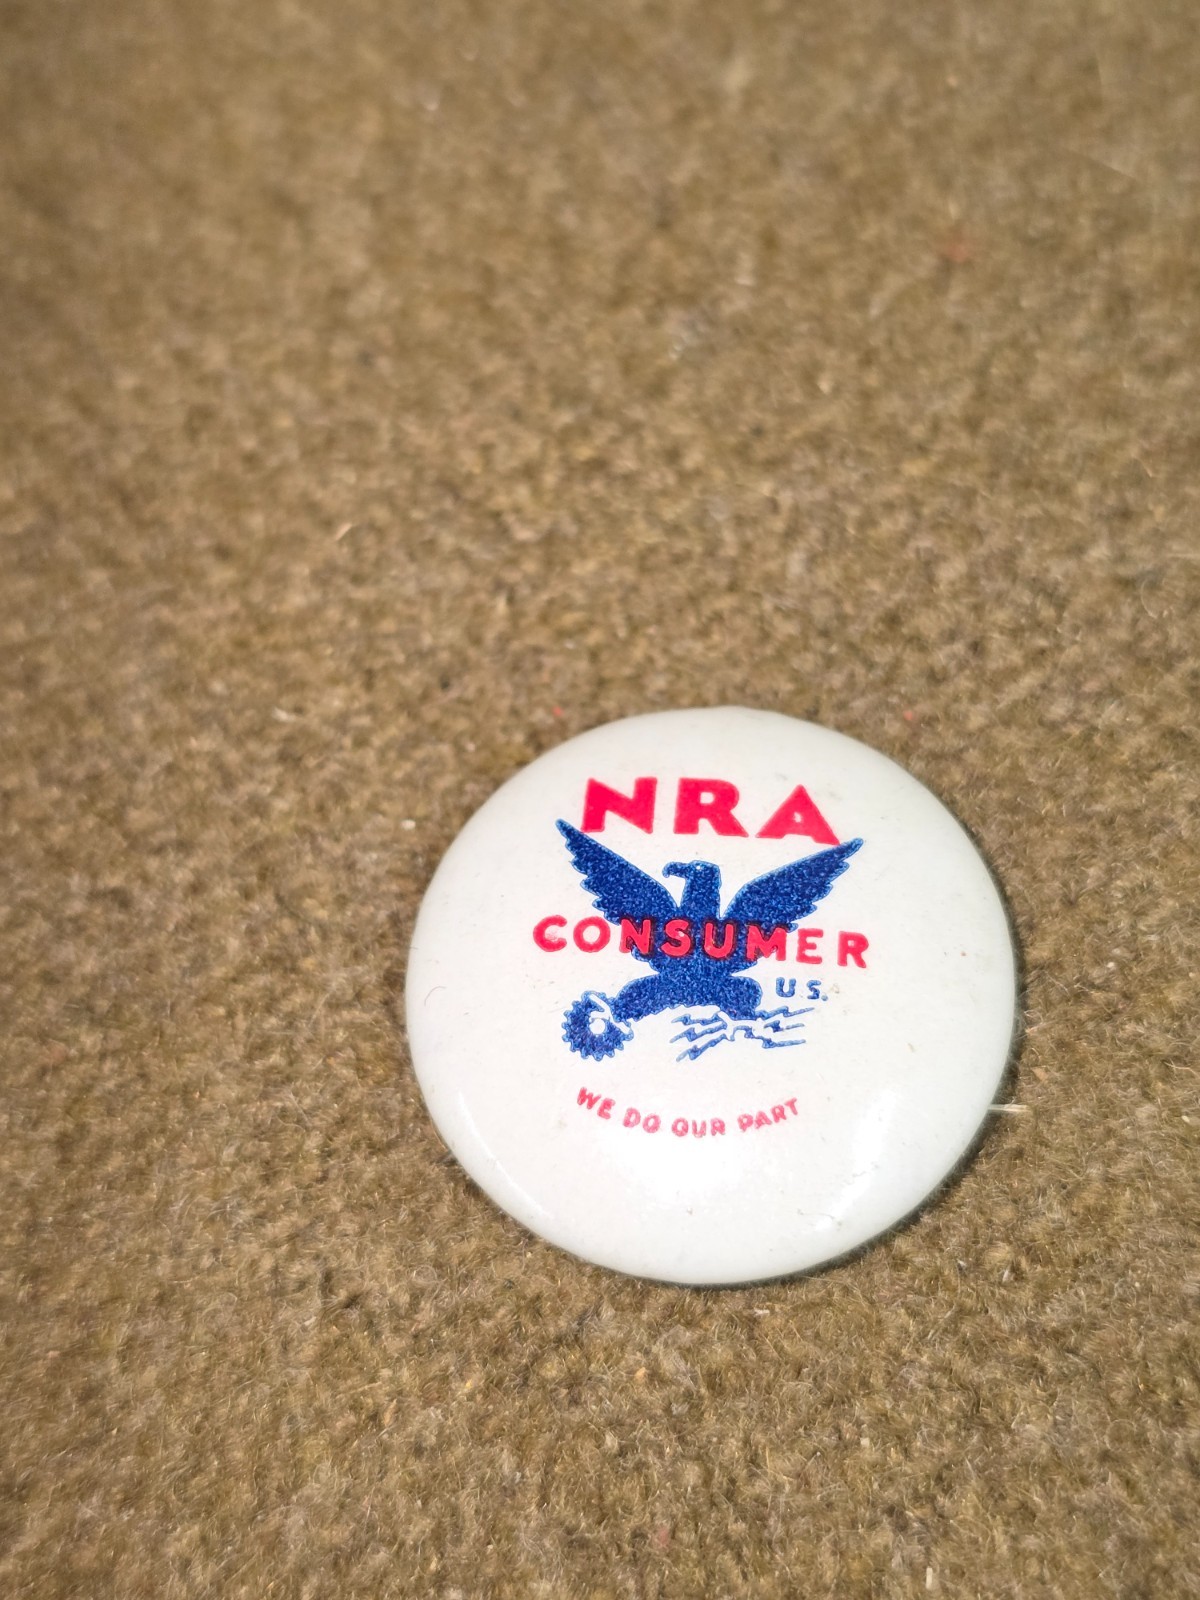 NRA
CONSUMER
U.S.
WE DO OUR PART